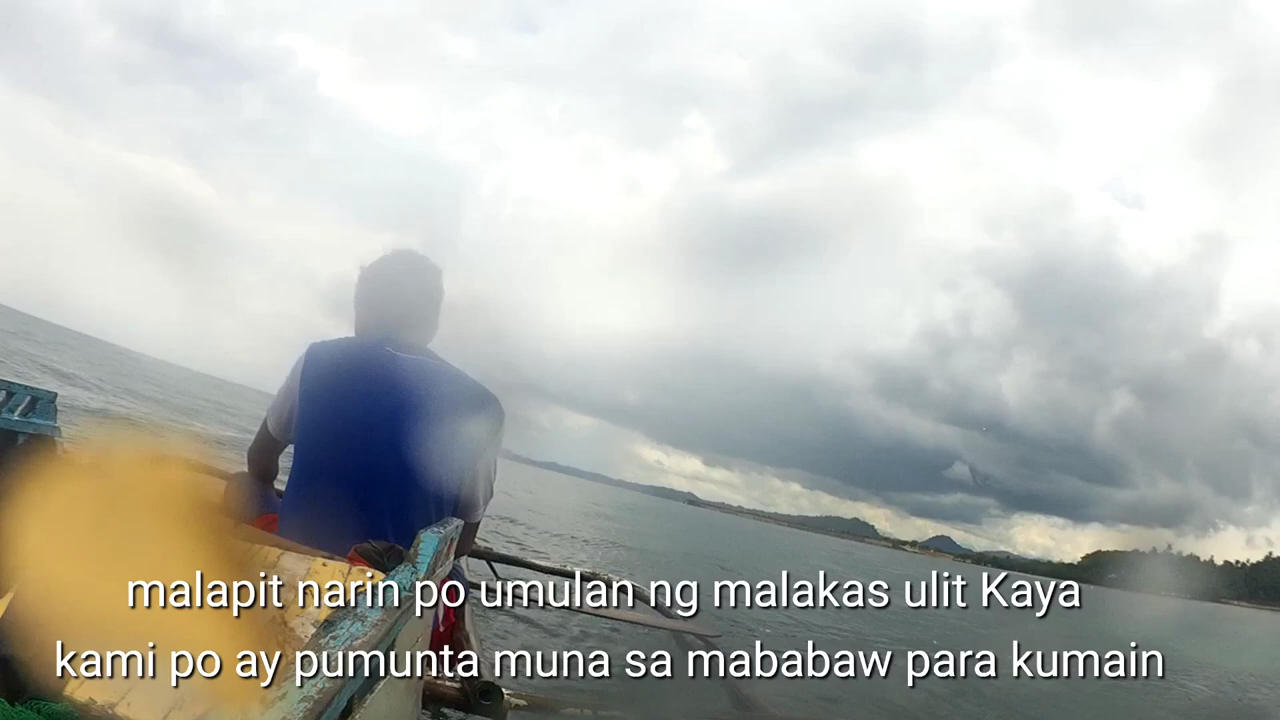 malapit narin po umulan ng malakas ulit Kaya
kami po ay pumunta muna sa mababaw para kumain